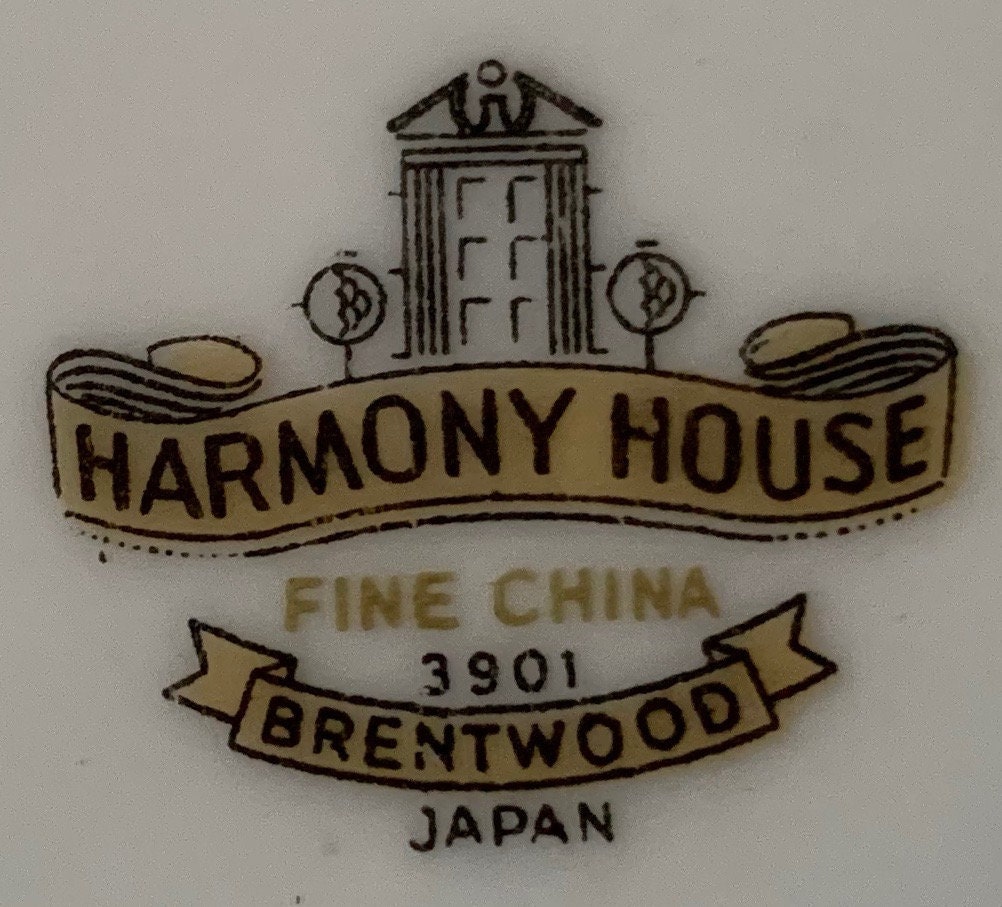 HARMONY HOUSE
FINE CHINA
3901
BRENTWOOD
JAPAN